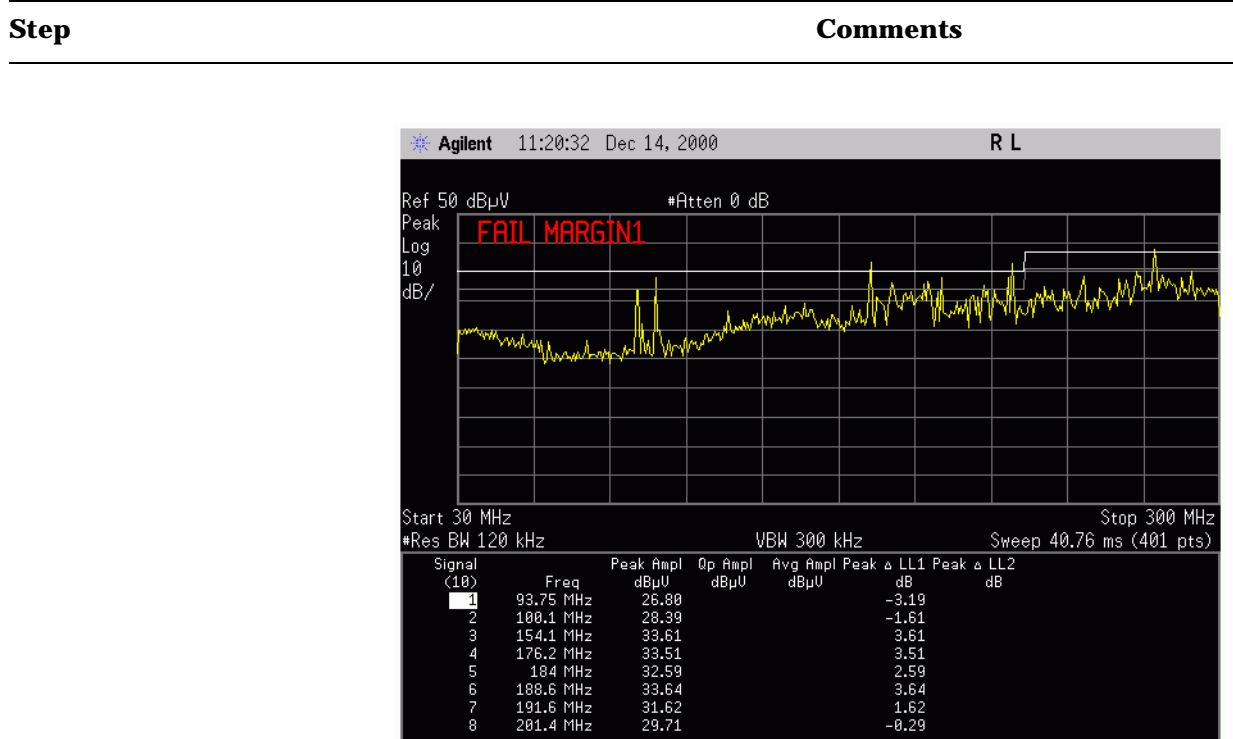 Step Comments
Agilent 11:20:32 Dec 14, 2000 R L
Ref 50 dBµV #Atten 0 dB
Peak
Log
10
dB/
FAIL MARGIN1
Start 30 MHz Stop 300 MHz
#Res BW 120 kHz VBW 300 kHz Sweep 40.76 ms (401 pts)
Signal Peak Ampl Qp Ampl Avg Ampl Peak ∆ LL1 Peak ∆ LL2
(10) Freq dBµV dBµV dBµV dB dB
1 93.75 MHz 26.80 -3.19
2 100.1 MHz 28.39 -1.61
3 154.1 MHz 33.61 3.61
4 176.2 MHz 33.51 3.51
5 184 MHz 32.59 2.59
6 188.6 MHz 33.64 3.64
7 191.6 MHz 31.62 1.62
8 201.4 MHz 29.71 -0.29